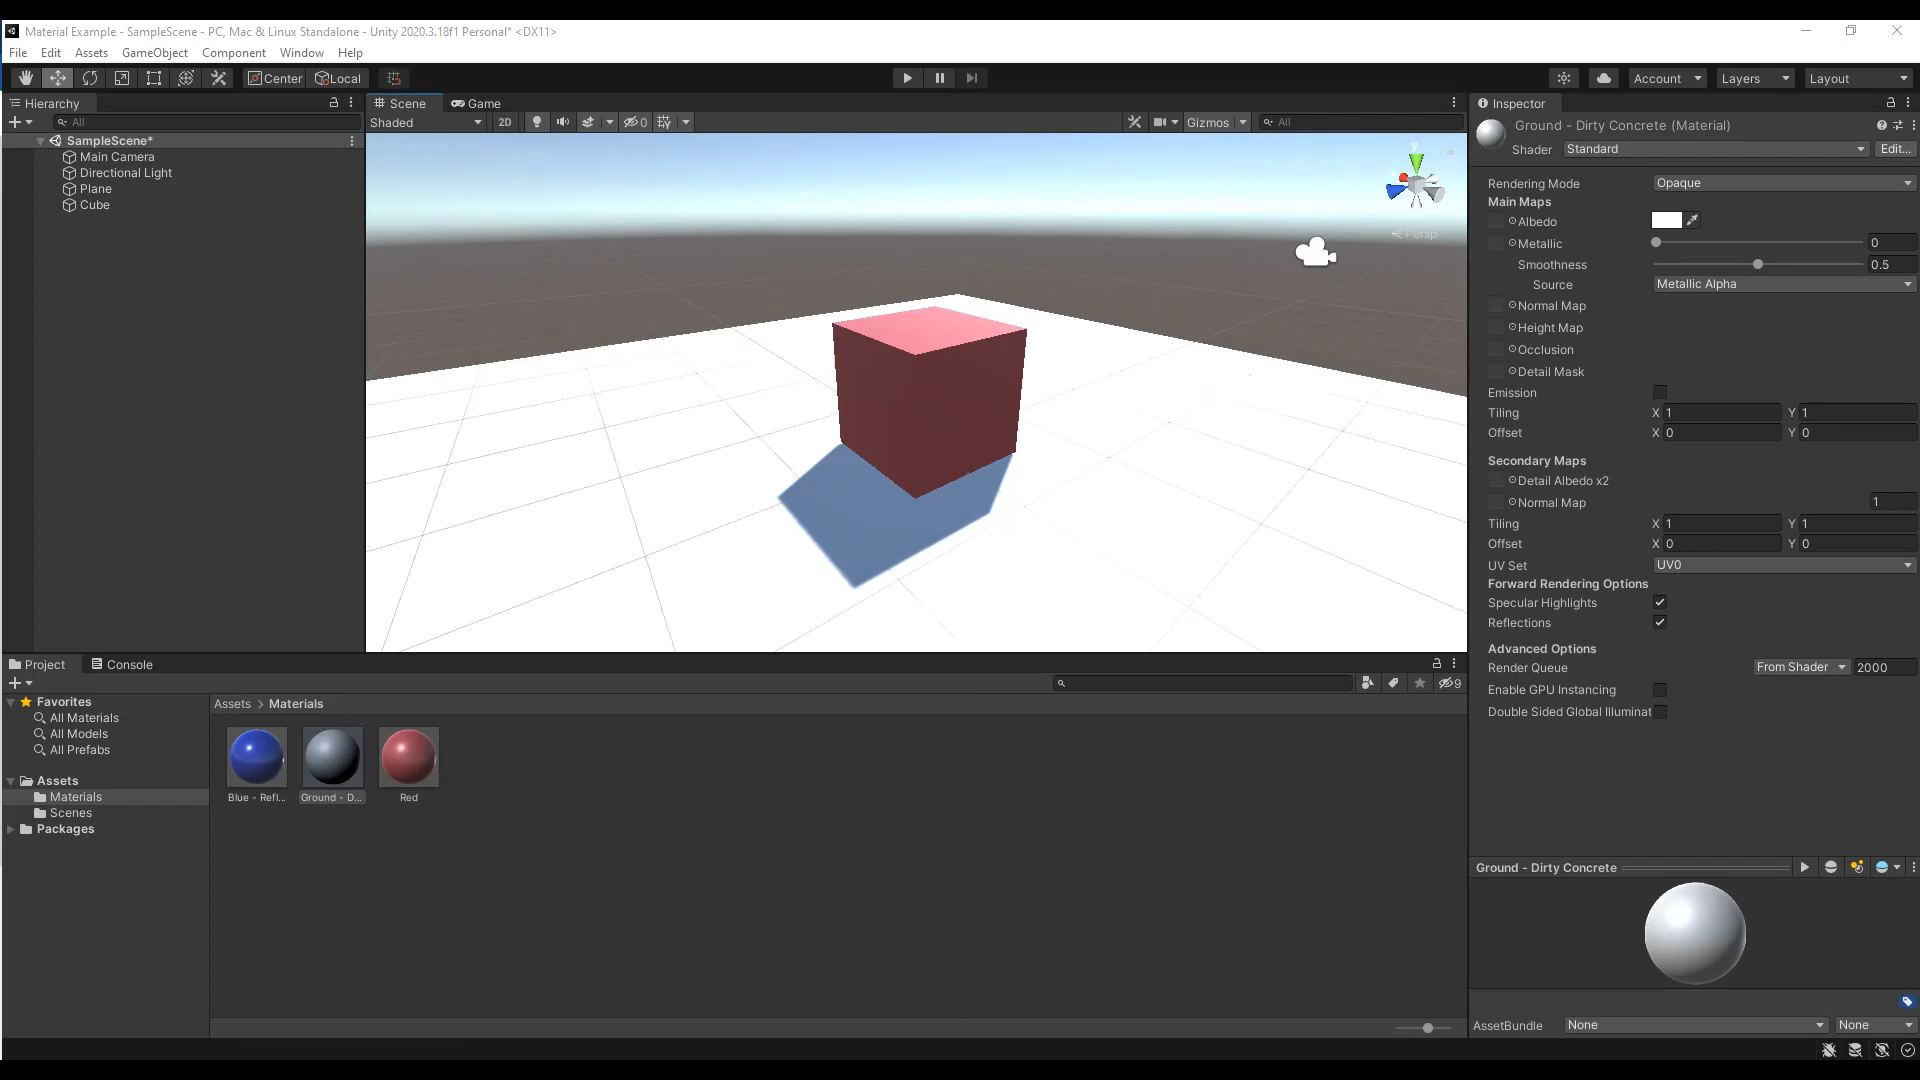 Material Example - SampleScene - PC, Mac & Linux Standalone - Unity 2020.3.18f1 Personal* <DX11>
File Edit Assets GameObject Component Window Help
Center Local Account Layers Layout
Hierarchy
All
SampleScene*
Main Camera
Directional Light
Plane
Cube
Scene Game
Shaded 2D 0 Gizmos All
y
Persp
Inspector
Ground - Dirty Concrete (Material)
Shader Standard Edit...
Rendering Mode Opaque
Main Maps
Albedo
Metallic 0
Smoothness 0.5
Source Metallic Alpha
Normal Map
Height Map
Occlusion
Detail Mask
Emission
Tiling X 1 Y 1
Offset X 0 Y 0
Secondary Maps
Detail Albedo x2
Normal Map 1
Tiling X 1 Y 1
Offset X 0 Y 0
UV Set UV0
Forward Rendering Options
Specular Highlights
Reflections
Advanced Options
Render Queue From Shader 2000
Enable GPU Instancing
Double Sided Global Illuminat
Project Console
9
Favorites
All Materials
All Models
All Prefabs
Assets
Materials
Scenes
Packages
Assets > Materials
Blue - Refl... Ground - D... Red
Ground - Dirty Concrete
AssetBundle None None